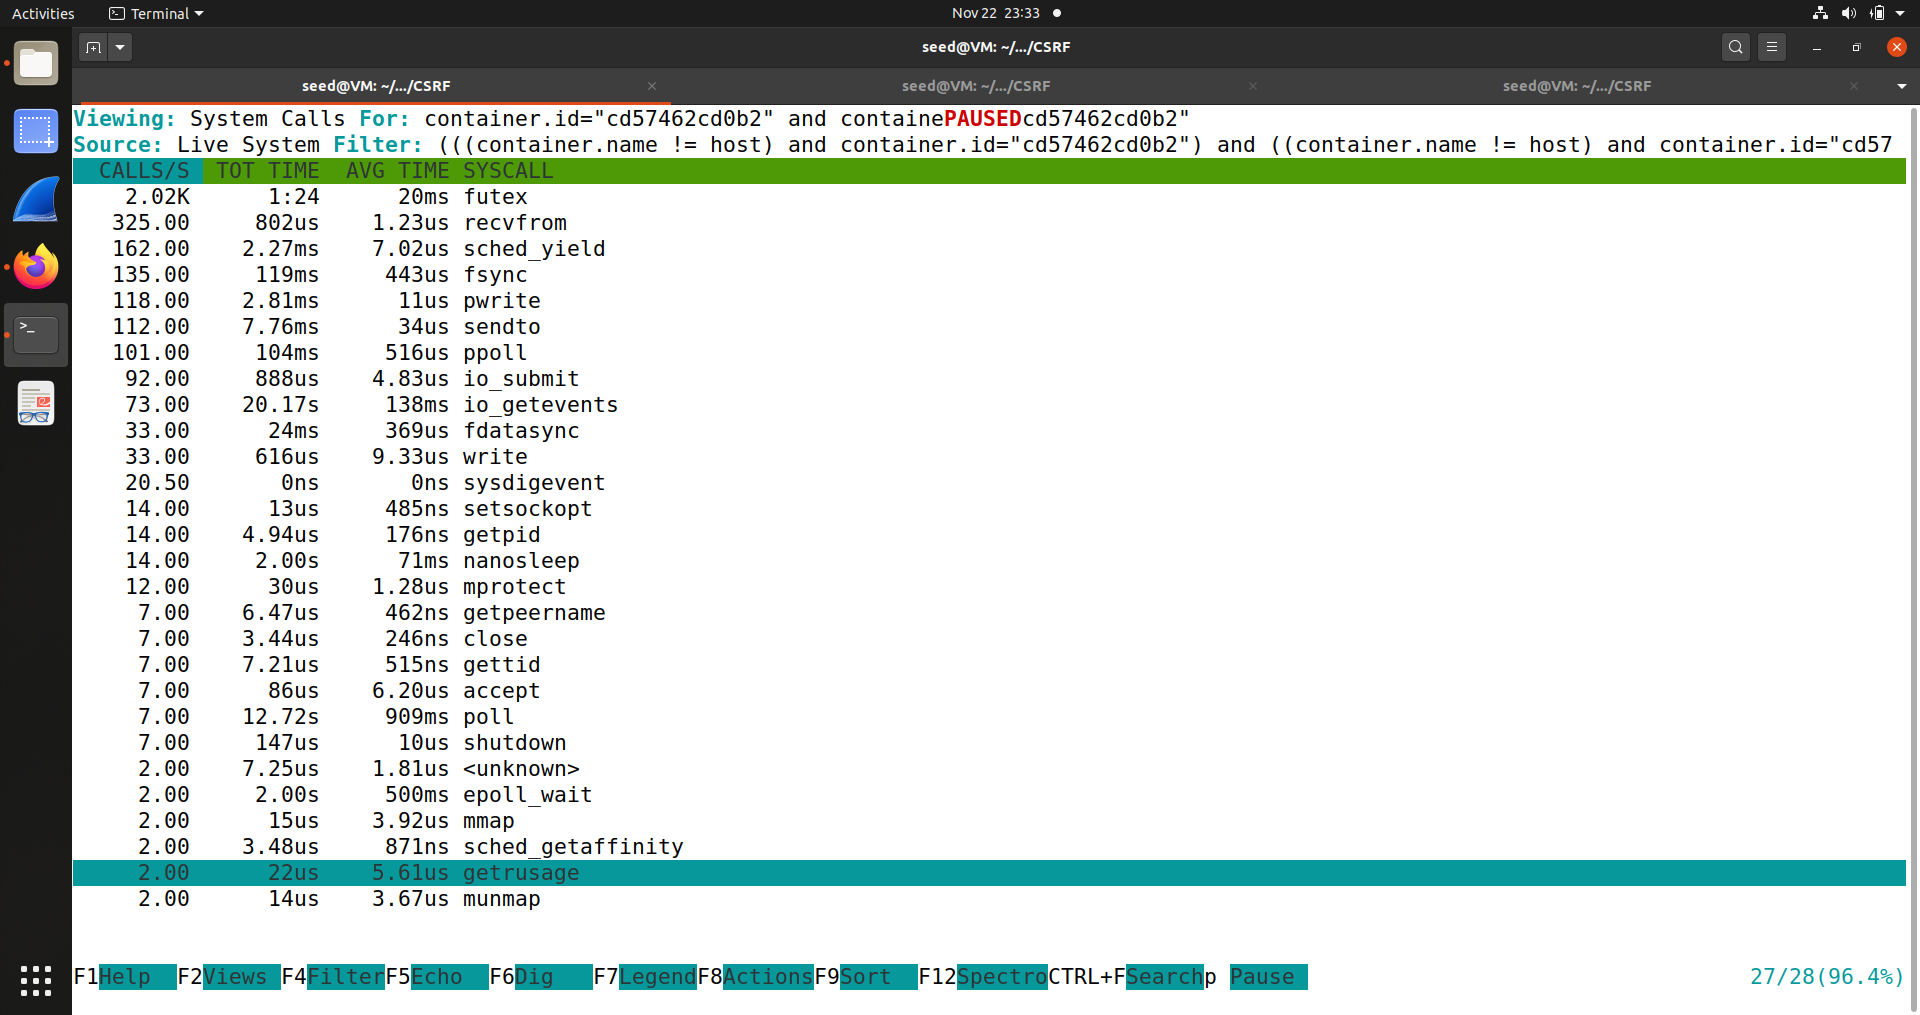 Activities Terminal Nov 22 23:33
seed@VM: ~/.../CSRF
seed@VM: ~/.../CSRF seed@VM: ~/.../CSRF seed@VM: ~/.../CSRF
Viewing: System Calls For: container.id="cd57462cd0b2" and containePAUSEDcd57462cd0b2"
Source: Live System Filter: (((container.name != host) and container.id="cd57462cd0b2") and ((container.name != host) and container.id="cd57
CALLS/S TOT TIME AVG TIME SYSCALL
2.02K 1:24 20ms futex
325.00 802us 1.23us recvfrom
162.00 2.27ms 7.02us sched_yield
135.00 119ms 443us fsync
118.00 2.81ms 11us pwrite
112.00 7.76ms 34us sendto
101.00 104ms 516us ppoll
92.00 888us 4.83us io_submit
73.00 20.17s 138ms io_getevents
33.00 24ms 369us fdatasync
33.00 616us 9.33us write
20.50 0ns 0ns sysdigevent
14.00 13us 485ns setsockopt
14.00 4.94us 176ns getpid
14.00 2.00s 71ms nanosleep
12.00 30us 1.28us mprotect
7.00 6.47us 462ns getpeername
7.00 3.44us 246ns close
7.00 7.21us 515ns gettid
7.00 86us 6.20us accept
7.00 12.72s 909ms poll
7.00 147us 10us shutdown
2.00 7.25us 1.81us <unknown>
2.00 2.00s 500ms epoll_wait
2.00 15us 3.92us mmap
2.00 3.48us 871ns sched_getaffinity
2.00 22us 5.61us getrusage
2.00 14us 3.67us munmap
F1Help F2Views F4FilterF5Echo F6Dig F7LegendF8ActionsF9Sort F12SpectroCTRL+FSearchp Pause 27/28(96.4%)